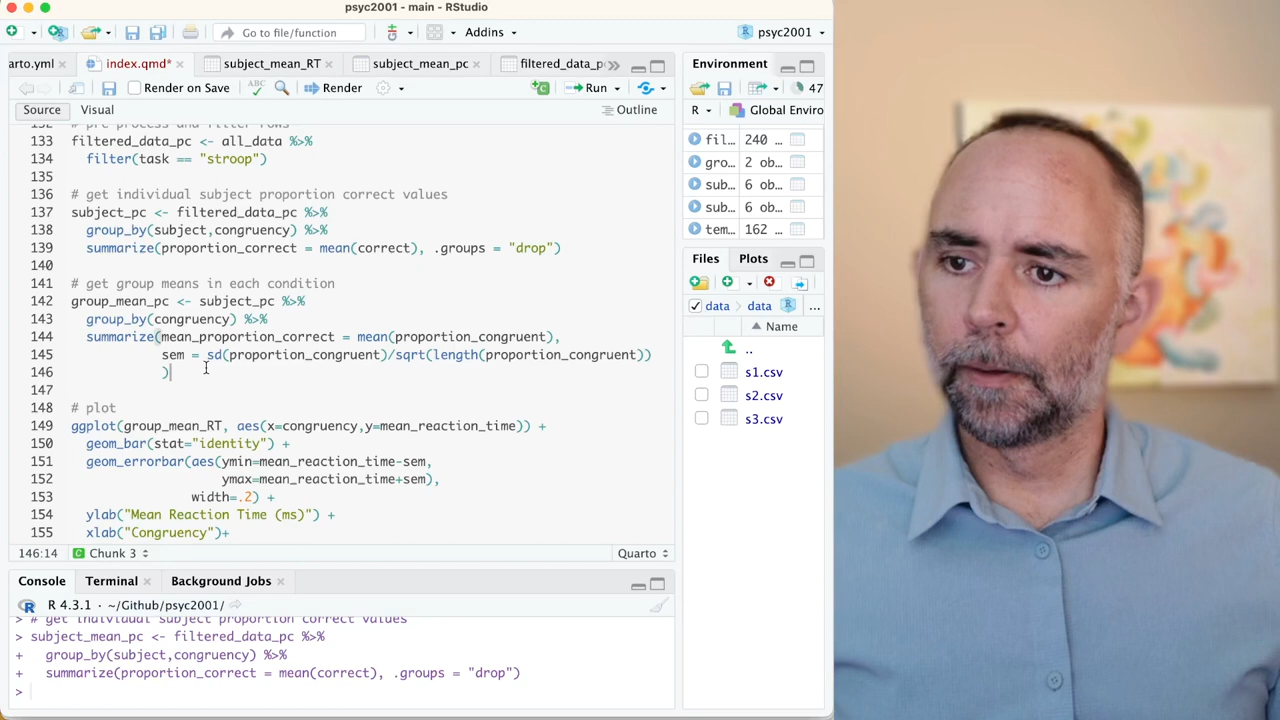 psyc2001 - main - RStudio
Go to file/function
Addins
psyc2001
arto.yml
index.qmd*
subject_mean_RT
subject_mean_pc
filtered_data_p
Render on Save
ABC
Render
Run
Source
Visual
Outline
133 filtered_data_pc <- all_data %>%
134 filter(task == "stroop")
135
136 # get individual subject proportion correct values
137 subject_pc <- filtered_data_pc %>%
138 group_by(subject,congruency) %>%
139 summarize(proportion_correct = mean(correct), .groups = "drop")
140
141 # get group means in each condition
142 group_mean_pc <- subject_pc %>%
143 group_by(congruency) %>%
144 summarize(mean_proportion_correct = mean(proportion_congruent),
145 sem = sd(proportion_congruent)/sqrt(length(proportion_congruent))
146 )
147
148 # plot
149 ggplot(group_mean_RT, aes(x=congruency,y=mean_reaction_time)) +
150 geom_bar(stat="identity") +
151 geom_errorbar(aes(ymin=mean_reaction_time-sem,
152 ymax=mean_reaction_time+sem),
153 width=.2) +
154 ylab("Mean Reaction Time (ms)") +
155 xlab("Congruency")+
146:14
Chunk 3
Quarto
Console
Terminal
Background Jobs
R 4.3.1 · ~/Github/psyc2001/
> # get individual subject proportion correct values
> subject_mean_pc <- filtered_data_pc %>%
+ group_by(subject,congruency) %>%
+ summarize(proportion_correct = mean(correct), .groups = "drop")
>
Environment
47
R
Global Enviro
fil... 240 ...
gro... 2 ob...
sub... 6 ob...
sub... 6 ob...
tem... 162 ...
Files
Plots
data
data
...
Name
..
s1.csv
s2.csv
s3.csv